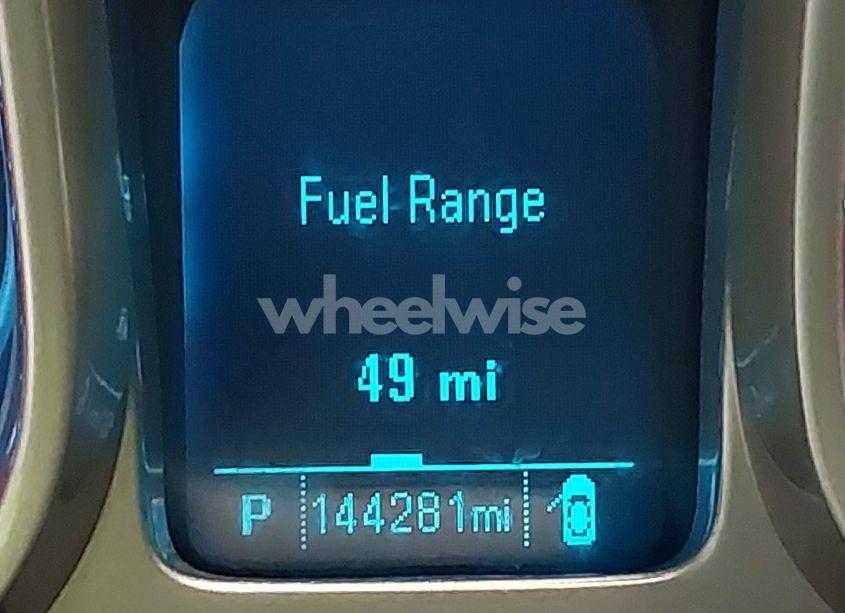 Fuel Range
wheelwise
49 mi
P 144281mi